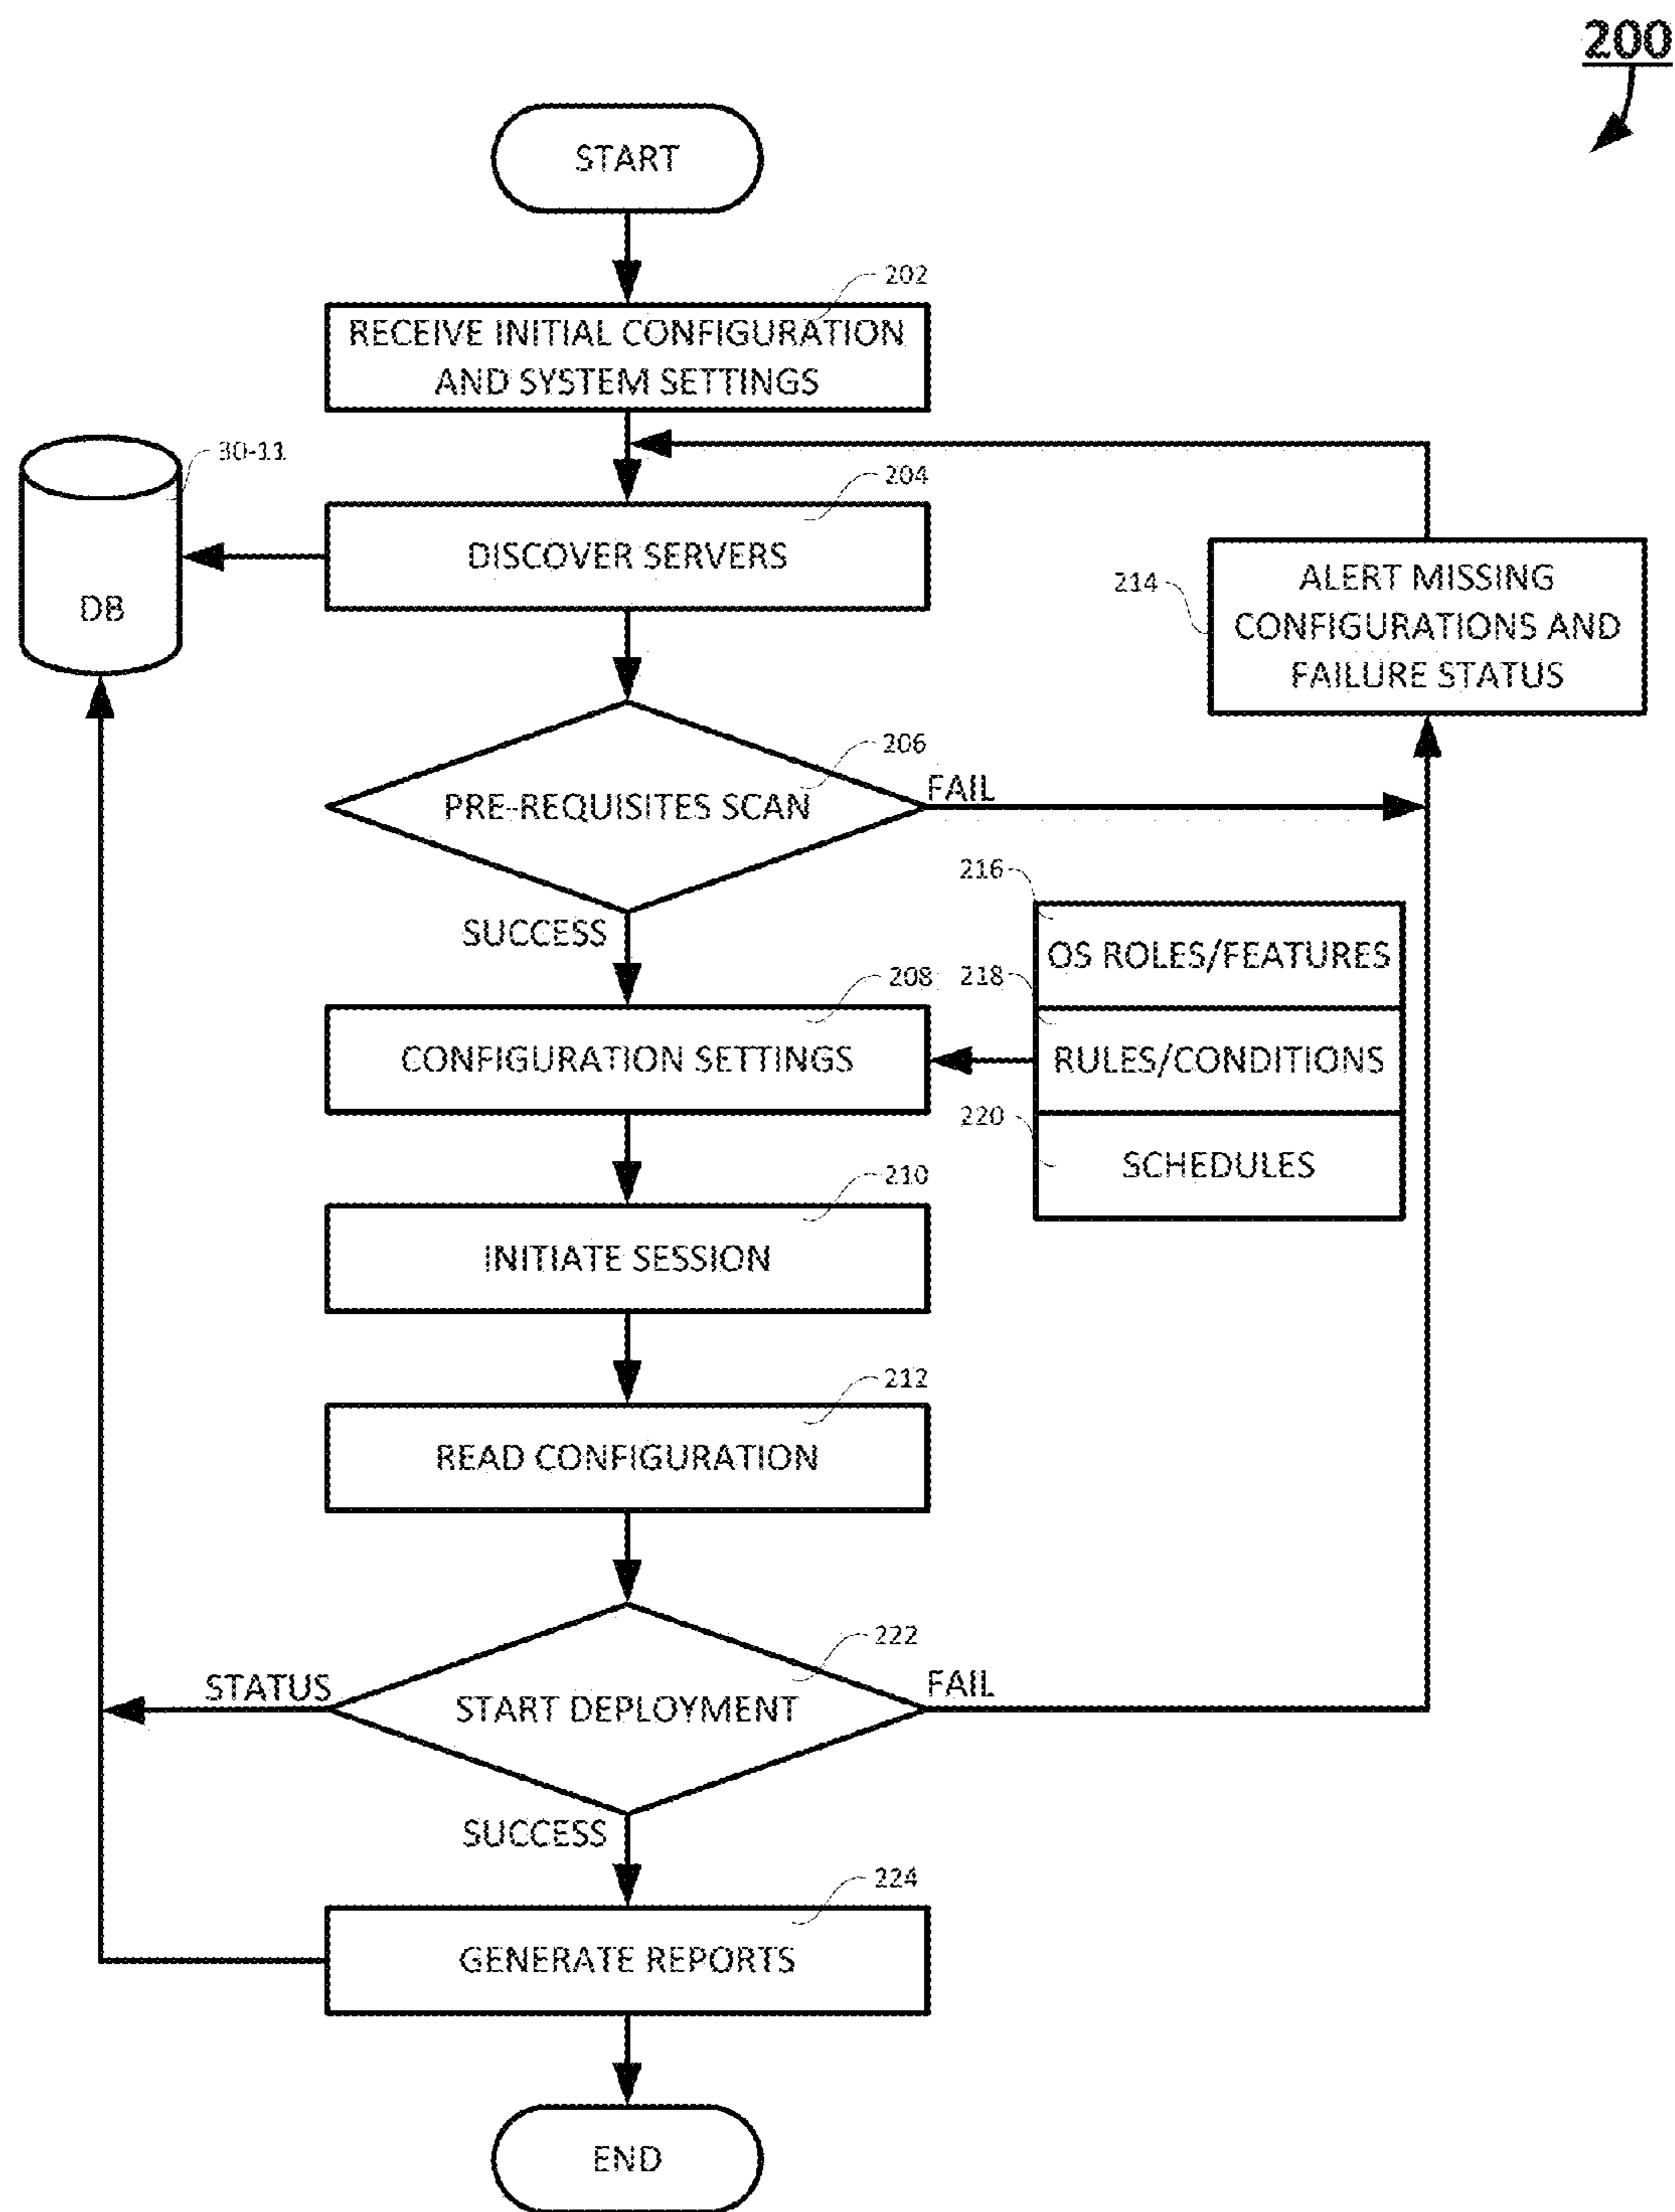 200
START
202
RECEIVE INITIAL CONFIGURATION
AND SYSTEM SETTINGS
30-11
DB
204
DISCOVER SERVERS
214
ALERT MISSING
CONFIGURATIONS AND
FAILURE STATUS
206
PRE-REQUISITES SCAN
FAIL
SUCCESS
216
OS ROLES/FEATURES
208
CONFIGURATION SETTINGS
218
RULES/CONDITIONS
220
SCHEDULES
210
INITIATE SESSION
212
READ CONFIGURATION
222
START DEPLOYMENT
STATUS
FAIL
SUCCESS
224
GENERATE REPORTS
END